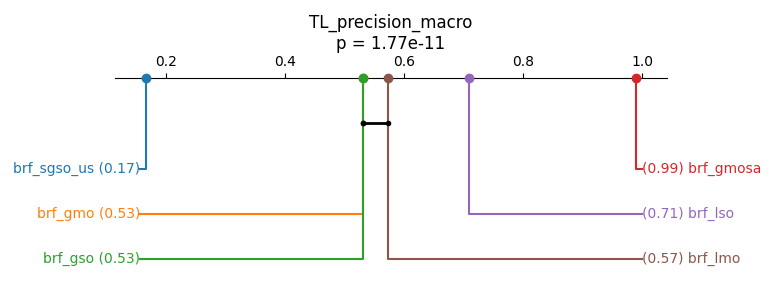 TL_precision_macro
p = 1.77e-11
0.2 0.4 0.6 0.8 1.0
brf_sgso_us (0.17) (0.99) brf_gmosa
brf_gmo (0.53) (0.71) brf_lso
brf_gso (0.53) (0.57) brf_lmo